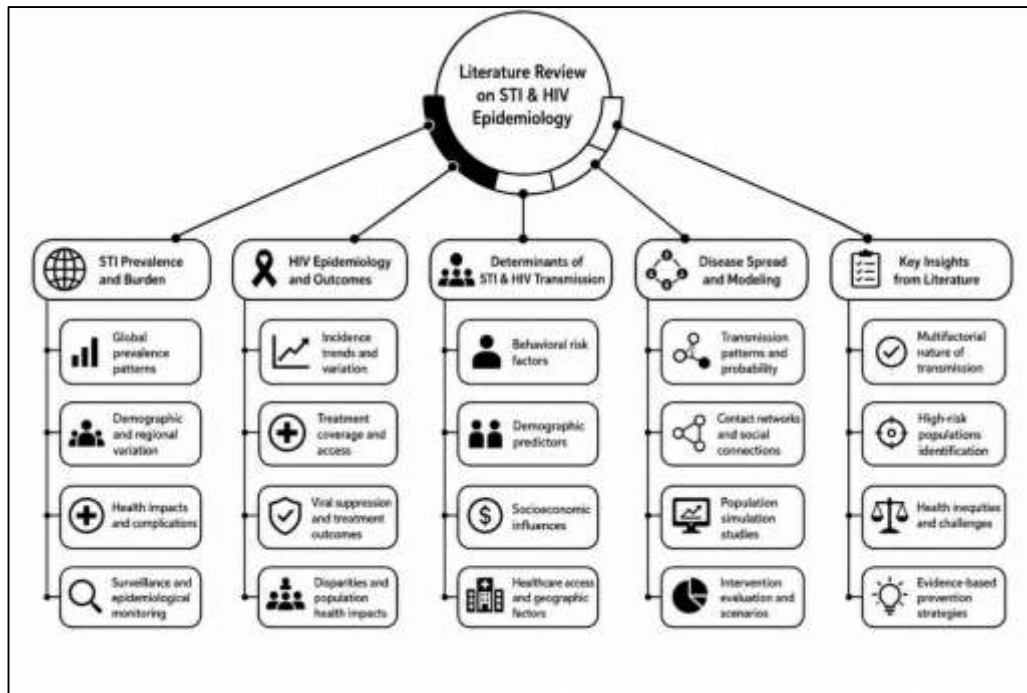 Literature Review
on STI & HIV
Epidemiology
STI Prevalence
and Burden
Global
prevalence
patterns
Demographic
and regional
variation
Health impacts
and complications
Surveillance and
epidemiological
monitoring
HIV Epidemiology
and Outcomes
Incidence
trends and
variation
Treatment
coverage and
access
Viral suppression
and treatment
outcomes
Disparities and
population
health impacts
Determinants of
STI & HIV Transmission
Behavioral risk
factors
Demographic
predictors
$
Socioeconomic
influences
Healthcare access
and geographic
factors
Disease Spread
and Modeling
Transmission
patterns and
probability
Contact networks
and social
connections
Population
simulation
studies
Intervention
evaluation and
scenarios
Key Insights
from Literature
Multifactorial
nature of
transmission
High-risk
populations
identification
Health inequities
and challenges
Evidence-based
prevention
strategies